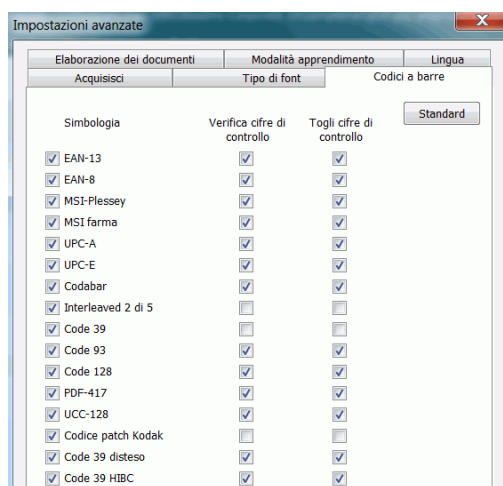 Impostazioni avanzate
Elaborazione dei documenti Modalità apprendimento Lingua
Acquisisci Tipo di font Codici a barre
Simbologia Verifica cifre di controllo Togli cifre di controllo Standard
EAN-13
EAN-8
MSI-Plessey
MSI farma
UPC-A
UPC-E
Codabar
Interleaved 2 di 5
Code 39
Code 93
Code 128
PDF-417
UCC-128
Codice patch Kodak
Code 39 disteso
Code 39 HIBC